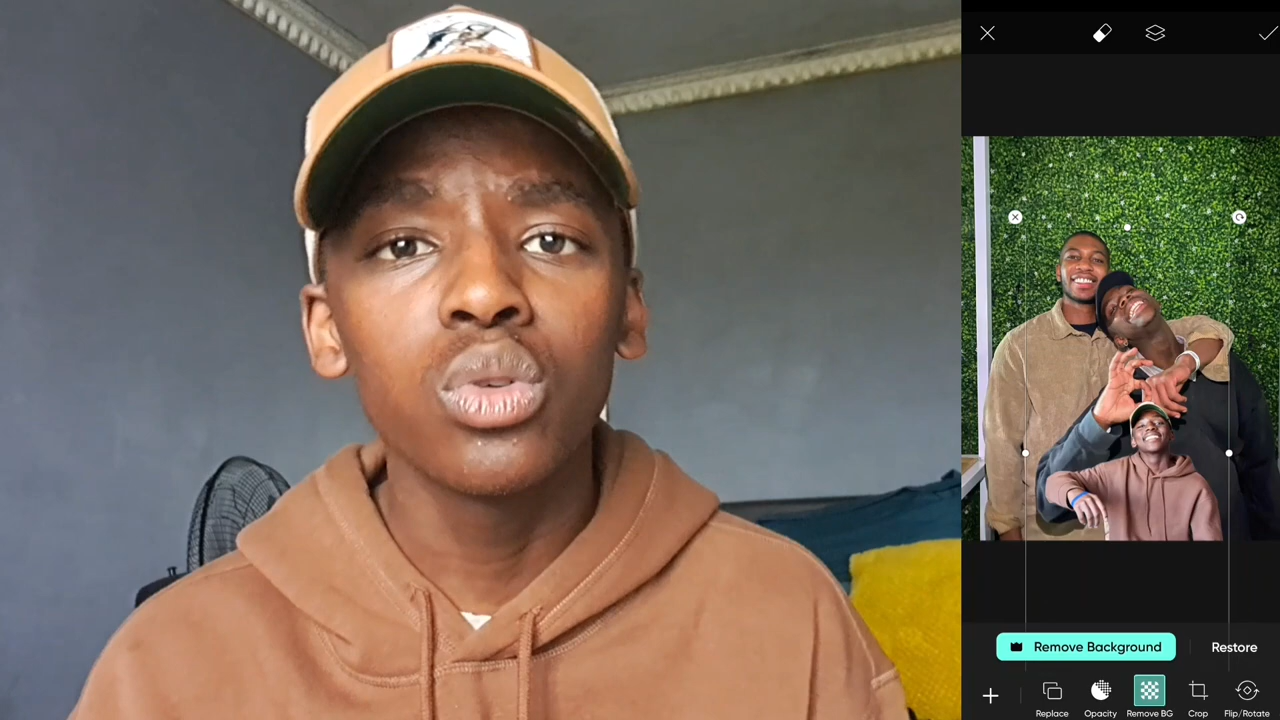 Remove Background
Restore
Replace
Opacity
Remove BG
Crop
Flip/Rotate